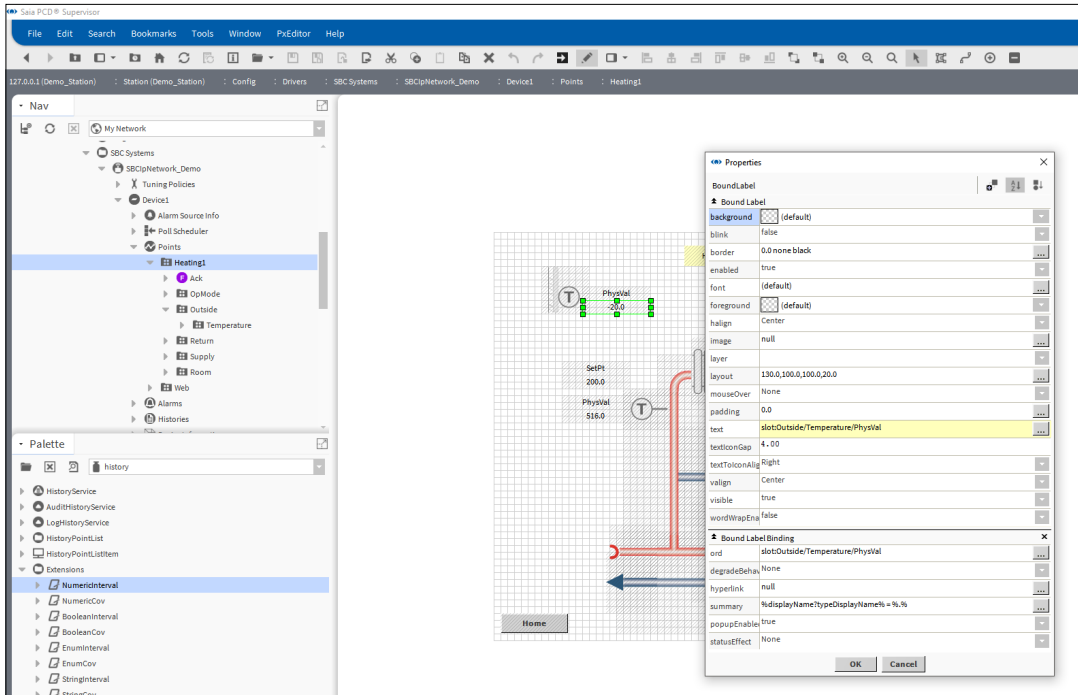 Saia PCD® Supervisor
File Edit Search Bookmarks Tools Window PxEditor Help
127.0.0.1 (Demo_Station) : Station (Demo_Station) : Config : Drivers : SBC Systems : SBCIpNetwork_Demo : Device1 : Points : Heating1
Nav
My Network
SBC Systems
SBCIpNetwork_Demo
Tuning Policies
Device1
Alarm Source Info
Poll Scheduler
Points
Heating1
F Ack
OpMode
Outside
Temperature
Return
Supply
Room
Web
Alarms
Histories
Palette
history
HistoryService
AuditHistoryService
LogHistoryService
HistoryPointList
HistoryPointListItem
Extensions
NumericInterval
NumericCov
BooleanInterval
BooleanCov
EnumInterval
EnumCov
StringInterval
StringCov
T
PhysVal
-20.0
SetPt
200.0
PhysVal
516.0
T
Home
Properties
BoundLabel
Bound Label
background (default)
blink false
border 0.0 none black
enabled true
font (default)
foreground (default)
halign Center
image null
layer
layout 130.0,100.0,100.0,20.0
mouseOver None
padding 0.0
text slot:Outside/Temperature/PhysVal
textIconGap 4.00
textToIconAlig Right
valign Center
visible true
wordWrapEna false
Bound Label Binding
ord slot:Outside/Temperature/PhysVal
degradeBehav None
hyperlink null
summary %displayName?typeDisplayName% = %.%
popupEnable true
statusEffect None
OK Cancel